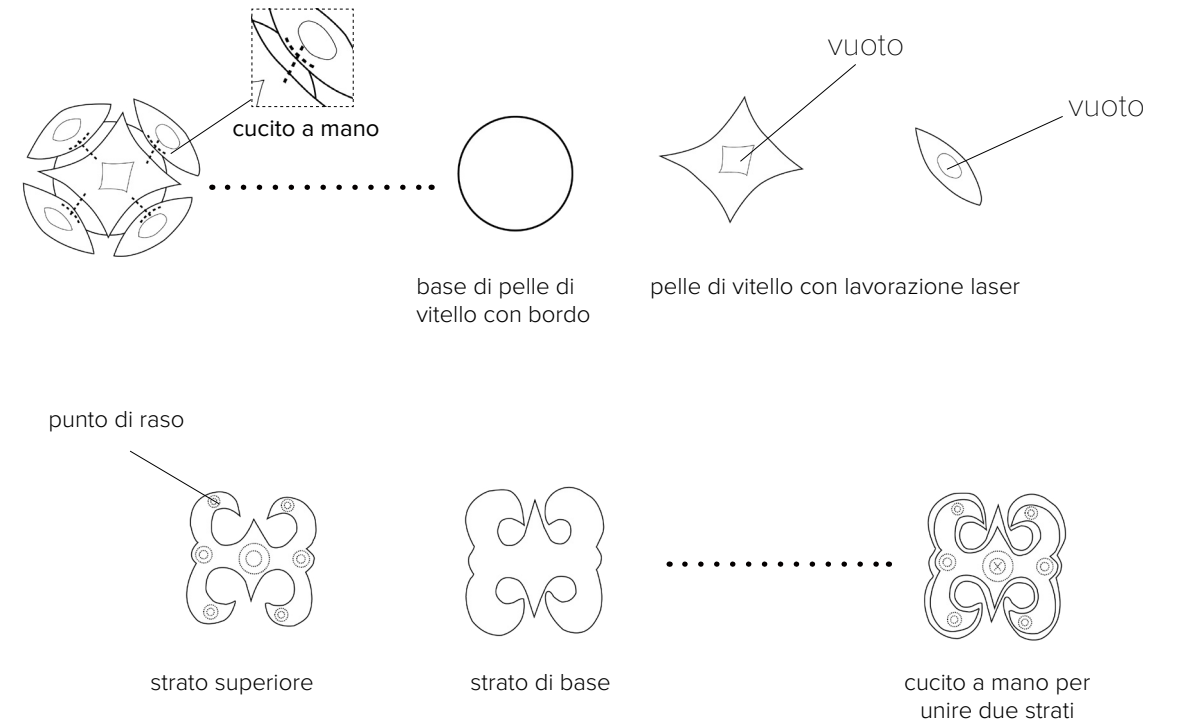 vuoto
vuoto
cucito a mano
base di pelle di
vitello con bordo
pelle di vitello con lavorazione laser
punto di raso
strato superiore
strato di base
cucito a mano per
unire due strati